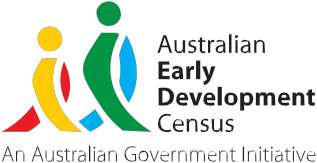 Australian
Early
Development
Census
An Australian Government Initiative